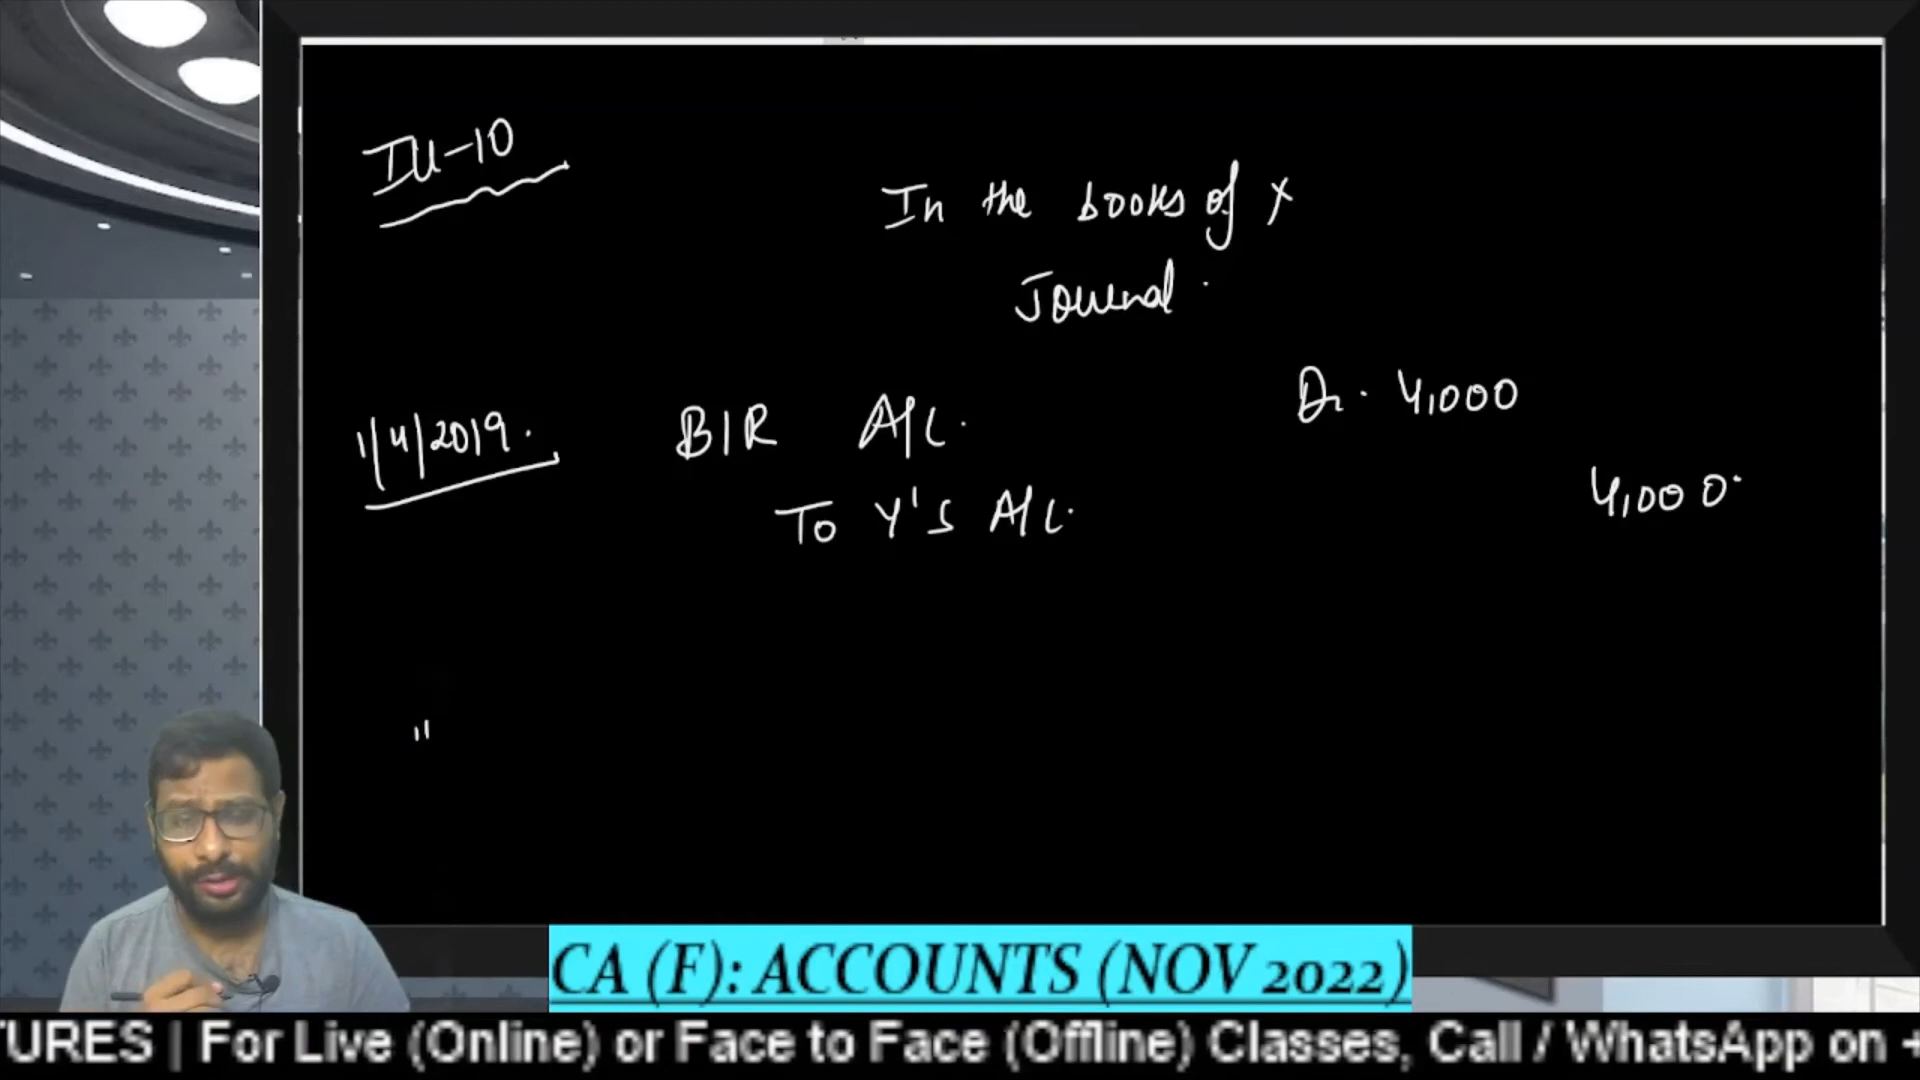 Ill-10
In the books of X
Journal.
1/4/2019. B/R A/c. Dr. 4,000
To Y's A/c. 4,000
"
CA (F): ACCOUNTS (NOV 2022)
TURES | For Live (Online) or Face to Face (Offline) Classes, Call / WhatsApp on +